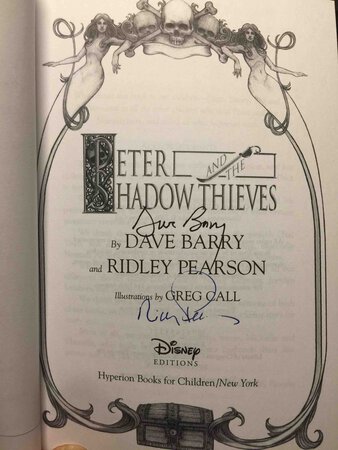 PETER
AND THE
SHADOW THIEVES
Dave Barry
By DAVE BARRY
and RIDLEY PEARSON
Illustrations by GREG CALL
Disney
EDITIONS
Hyperion Books for Children/New York